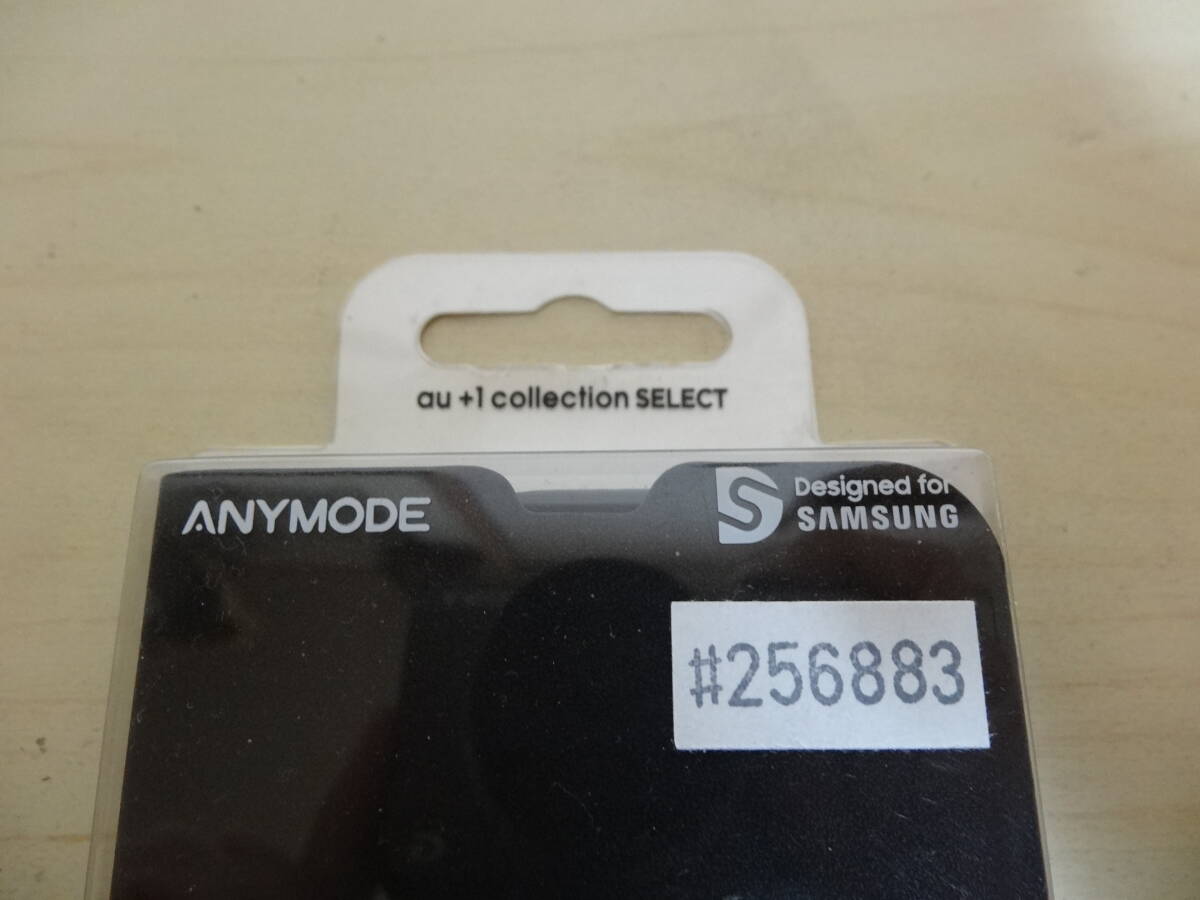 au +1 collection SELECT
ANYMODE
Designed for
SAMSUNG
#256883